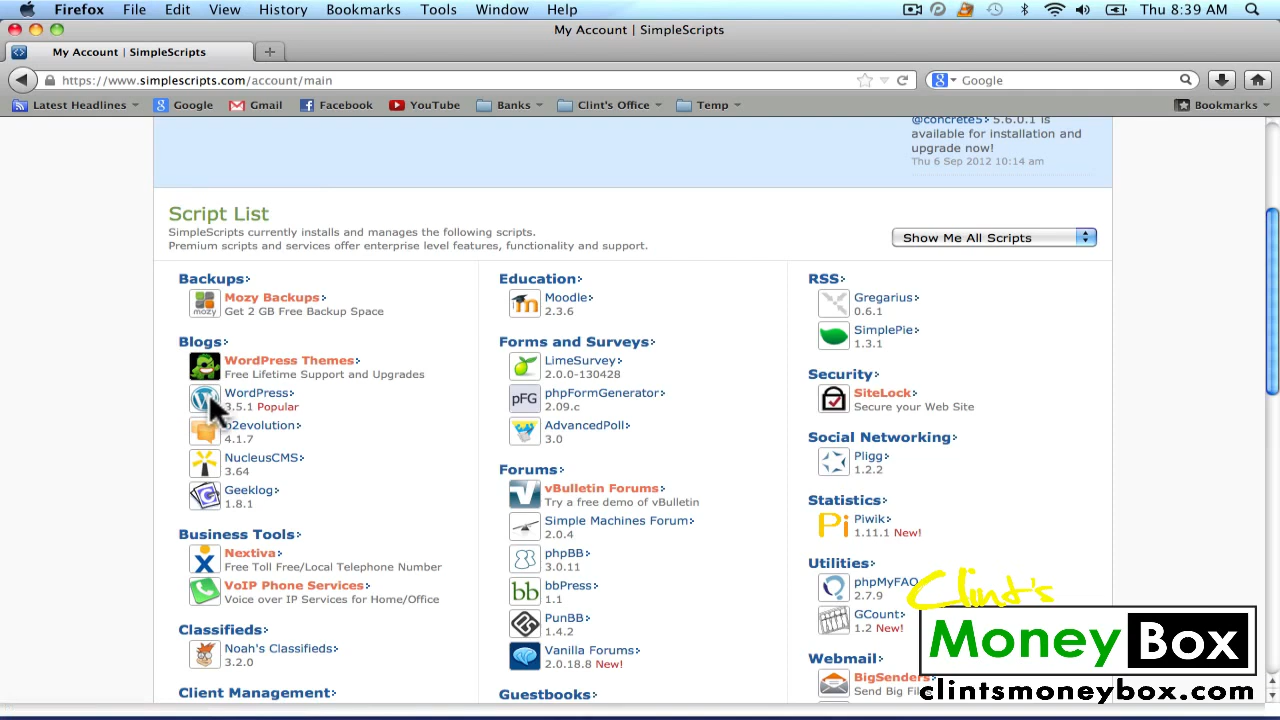 Firefox File Edit View History Bookmarks Tools Window Help Thu 8:39 AM
My Account | SimpleScripts
My Account | SimpleScripts
https://www.simplescripts.com/account/main Google
Latest Headlines Google Gmail Facebook YouTube Banks Clint's Office Temp Bookmarks
@concrete5 5.6.0.1 is
available for installation and
upgrade now!
Thu 6 Sep 2012 10:14 am
Script List
SimpleScripts currently installs and manages the following scripts.
Premium scripts and services offer enterprise level features, functionality and support.
Show Me All Scripts
Backups
mozy
Mozy Backups
Get 2 GB Free Backup Space
Blogs
WordPress Themes
Free Lifetime Support and Upgrades
WordPress
3.5.1 Popular
b2evolution
4.1.7
NucleusCMS
3.64
Geeklog
1.8.1
Business Tools
Nextiva
Free Toll Free/Local Telephone Number
VoIP Phone Services
Voice over IP Services for Home/Office
Classifieds
Noah's Classifieds
3.2.0
Client Management
Education
Moodle
2.3.6
Forms and Surveys
LimeSurvey
2.0.0-130428
pFG
phpFormGenerator
2.09.c
AdvancedPoll
3.0
Forums
vBulletin Forums
Try a free demo of vBulletin
Simple Machines Forum
2.0.4
phpBB
3.0.11
bb
bbPress
1.1
PunBB
1.4.2
Vanilla Forums
2.0.18.8 New!
Guestbooks
RSS
Gregarius
0.6.1
SimplePie
1.3.1
Security
SiteLock
Secure your Web Site
Social Networking
Pligg
1.2.2
Statistics
Pi
Piwik
1.11.1 New!
Utilities
phpMyFAQ
2.7.9
GCount
1.2 New!
Webmail
BigSenders
Send Big Fil
Clint's
Money Box
clintsmoneybox.com